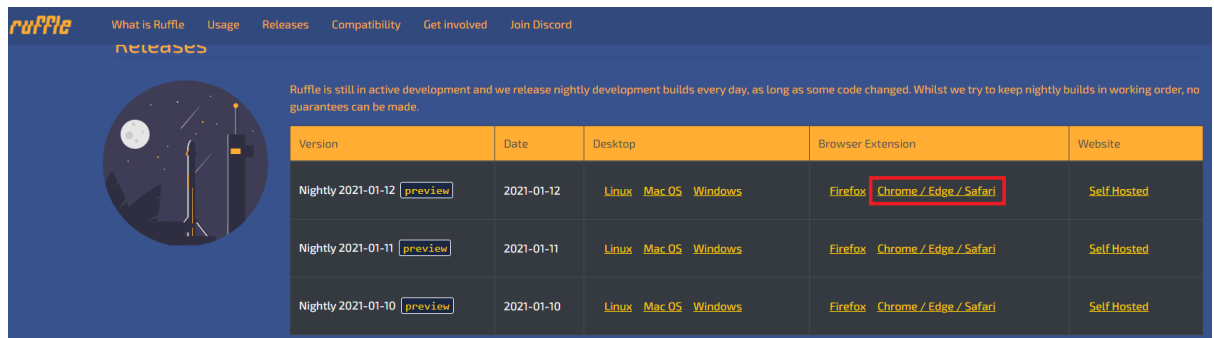 ruffle What is Ruffle Usage Releases Compatibility Get involved Join Discord
Releases
Ruffle is still in active development and we release nightly development builds every day, as long as some code changed. Whilst we try to keep nightly builds in working order, no
guarantees can be made.
Version Date Desktop Browser Extension Website
Nightly 2021-01-12 preview 2021-01-12 Linux Mac OS Windows Firefox Chrome / Edge / Safari Self Hosted
Nightly 2021-01-11 preview 2021-01-11 Linux Mac OS Windows Firefox Chrome / Edge / Safari Self Hosted
Nightly 2021-01-10 preview 2021-01-10 Linux Mac OS Windows Firefox Chrome / Edge / Safari Self Hosted